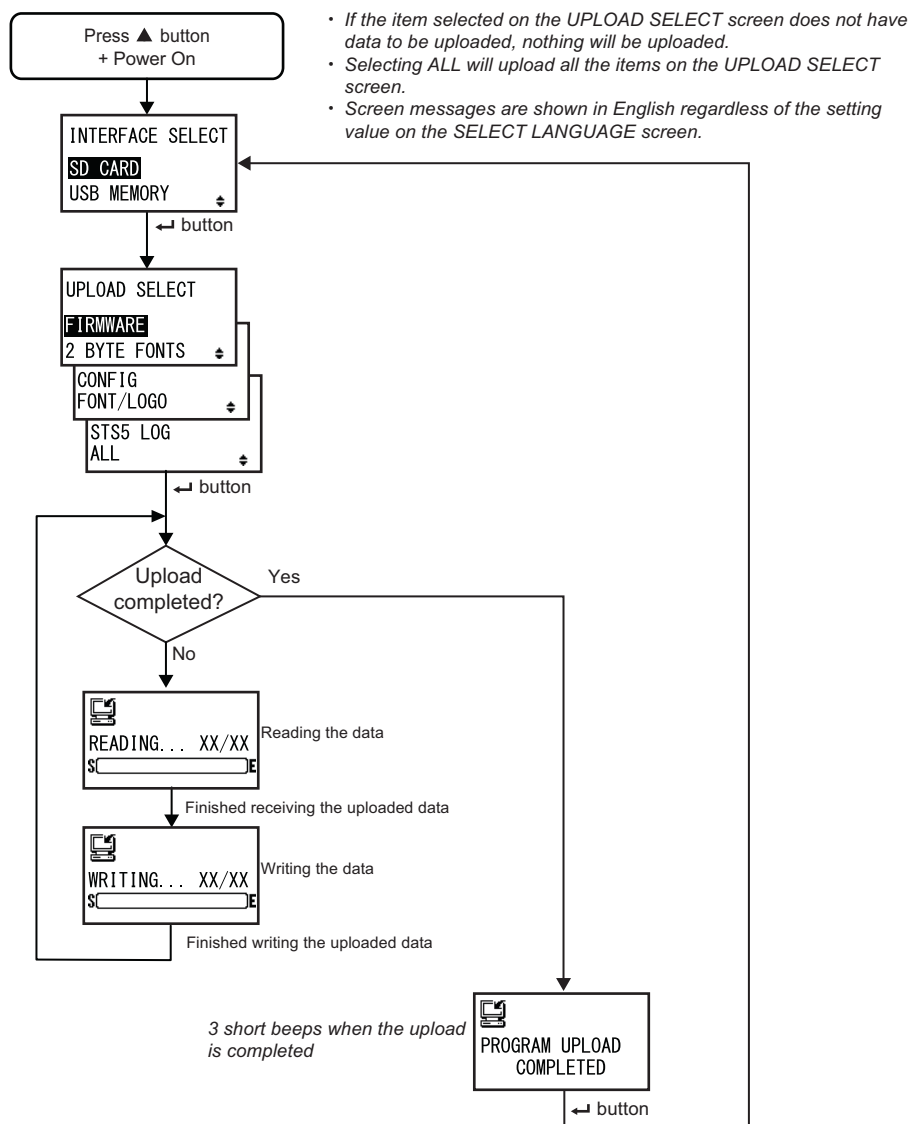 Press ▲ button
+ Power On
· If the item selected on the UPLOAD SELECT screen does not have
data to be uploaded, nothing will be uploaded.
· Selecting ALL will upload all the items on the UPLOAD SELECT
screen.
· Screen messages are shown in English regardless of the setting
value on the SELECT LANGUAGE screen.
INTERFACE SELECT
SD CARD
USB MEMORY
↵ button
UPLOAD SELECT
FIRMWARE
2 BYTE FONTS
CONFIG
FONT/LOGO
STS5 LOG
ALL
↵ button
Upload
completed?
Yes
No
READING... XX/XX
S E
Reading the data
Finished receiving the uploaded data
WRITING... XX/XX
S E
Writing the data
Finished writing the uploaded data
3 short beeps when the upload
is completed
PROGRAM UPLOAD
COMPLETED
↵ button